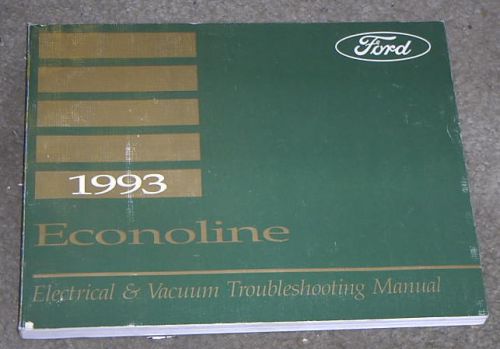 Ford
1993
Econoline
Electrical & Vacuum Troubleshooting Manual